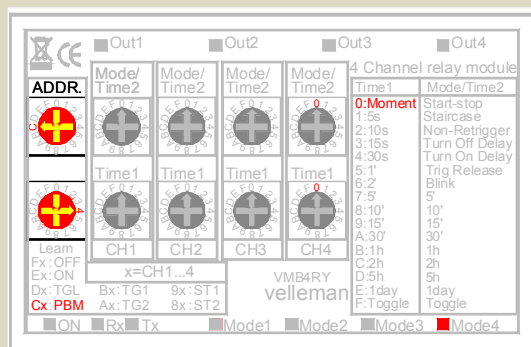 Out1 Out2 Out3 Out4
4 Channel relay module
ADDR.
Mode/Time2 Mode/Time2 Mode/Time2 Mode/Time2
Time1 Mode/Time2
0:Moment Start-stop
1:5s Staircase
2:10s Non-Retrigger
3:15s Turn Off Delay
4:30s Turn On Delay
5:1' Trig Release
6:2' Blink
7:5' 5'
8:10' 10'
9:15' 15'
A:30' 30'
B:1h 1h
C:2h 2h
D:5h 5h
E:1day 1day
F:Toggle Toggle
Time1 Time1 Time1 Time1
CH1 CH2 CH3 CH4
Learn
Fx:OFF
Ex:ON
Dx:TGL
Cx:PBM
x=CH1...4
Bx:TG1 9x:ST1
Ax:TG2 8x:ST2
VMB4RY
velleman
ON Rx Tx Mode1 Mode2 Mode3 Mode4